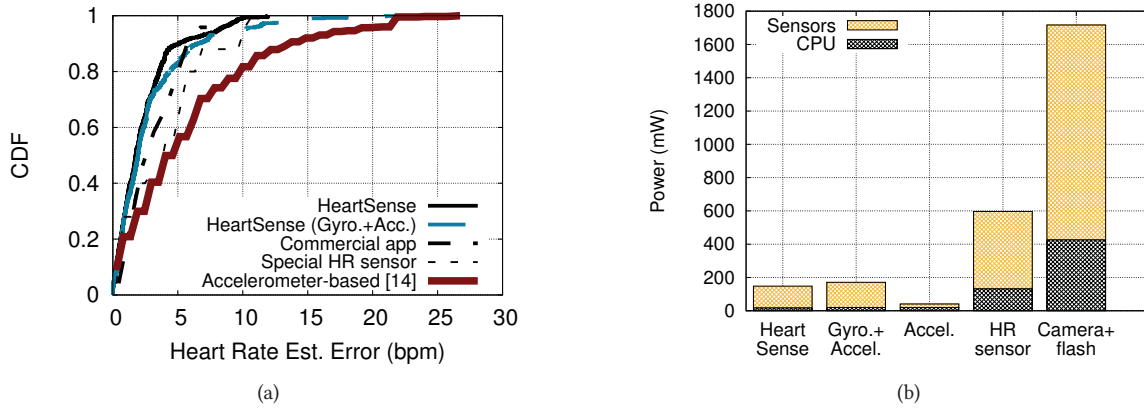 1
0.8
0.6
0.4
0.2
0
CDF
HeartSense
HeartSense (Gyro.+Acc.)
Commercial app
Special HR sensor
Accelerometer-based [14]
0 5 10 15 20 25 30
Heart Rate Est. Error (bpm)
(a)
1800
1600
1400
1200
1000
800
600
400
200
0
Power (mW)
Sensors
CPU
Heart Sense
Gyro.+ Accel.
Accel.
HR sensor
Camera+ flash
(b)